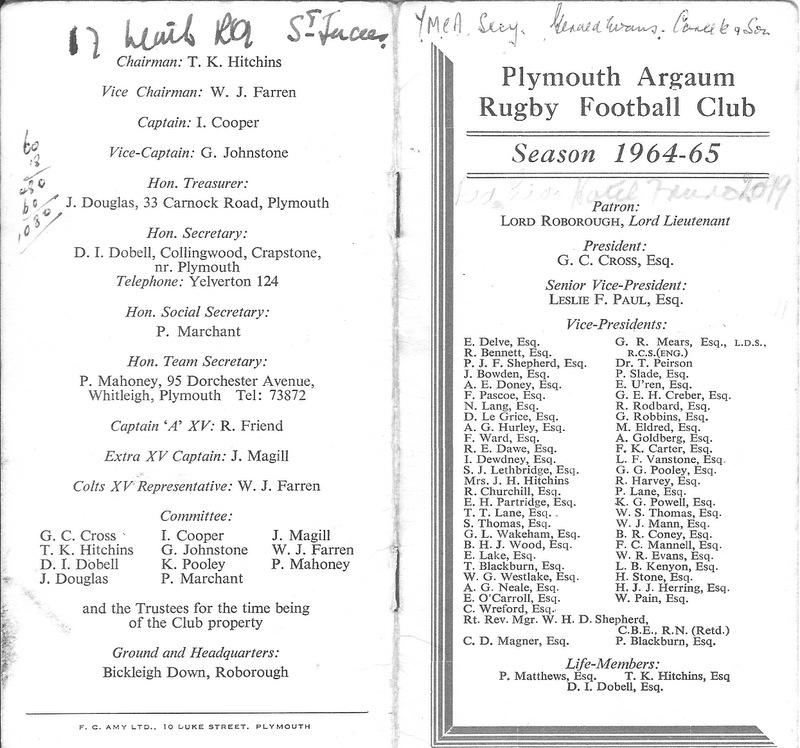 17
St
Chairman: T. K. Hitchins
Vice Chairman: W. J. Farren
Captain: I. Cooper
Vice-Captain: G. Johnstone
Hon. Treasurer:
J. Douglas, 33 Carnock Road, Plymouth
Hon. Secretary:
D. I. Dobell, Collingwood, Crapstone,
nr. Plymouth
Telephone: Yelverton 124
Hon. Social Secretary:
P. Marchant
Hon. Team Secretary:
P. Mahoney, 95 Dorchester Avenue,
Whitleigh, Plymouth Tel: 73872
Captain 'A' XV: R. Friend
Extra XV Captain: J. Magill
Colts XV Representative: W. J. Farren
Committee:
G. C. Cross I. Cooper J. Magill
T. K. Hitchins G. Johnstone W. J. Farren
D. I. Dobell K. Pooley P. Mahoney
J. Douglas P. Marchant
and the Trustees for the time being
of the Club property
Ground and Headquarters:
Bickleigh Down, Roborough
F. C. AMY LTD., 10 DUKE STREET, PLYMOUTH
60
18
480
60
1080
YMCA. Secy. Evans. & Son
Plymouth Argaum
Rugby Football Club
Season 1964-65
Hotel 2019
Patron:
LORD ROBOROUGH, Lord Lieutenant
President:
G. C. CROSS, Esq.
Senior Vice-President:
LESLIE F. PAUL, Esq.
Vice-Presidents:
E. Delve, Esq.
R. Bennett, Esq.
P. J. F. Shepherd, Esq.
J. Bowden, Esq.
A. E. Doney, Esq.
F. Pascoe, Esq.
N. Lang, Esq.
D. Le Grice, Esq.
A. G. Hurley, Esq.
F. Ward, Esq.
R. E. Dawe, Esq.
I. Dewdney, Esq.
S. J. Lethbridge, Esq.
Mrs. J. H. Hitchins
R. Churchill, Esq.
E. H. Partridge, Esq.
T. T. Lane, Esq.
S. Thomas, Esq.
G. L. Wakeham, Esq.
B. H. J. Wood, Esq.
E. Lake, Esq.
T. Blackburn, Esq.
W. G. Westlake, Esq.
A. G. Neale, Esq.
E. O'Carroll, Esq.
C. Wreford, Esq.
G. R. Mears, Esq., L.D.S.,
R.C.S.(ENG.)
Dr. T. Peirson
P. Slade, Esq.
E. U'ren, Esq.
G. E. H. Creber, Esq.
R. Rodbard, Esq.
G. Robbins, Esq.
M. Eldred, Esq.
A. Goldberg, Esq.
F. K. Carter, Esq.
L. F. Vanstone, Esq.
G. G. Pooley, Esq.
R. Harvey, Esq.
P. Lane, Esq.
K. G. Powell, Esq.
W. S. Thomas, Esq.
W. J. Mann, Esq.
B. R. Coney, Esq.
F. C. Mannell, Esq.
W. R. Evans, Esq.
L. B. Kenyon, Esq.
H. Stone, Esq.
H. J. J. Herring, Esq.
W. Pain, Esq.
Rt. Rev. Mgr. W. H. D. Shepherd,
C.B.E., R.N. (Retd.)
C. D. Magner, Esq. P. Blackburn, Esq.
Life-Members:
P. Matthews, Esq. T. K. Hitchins, Esq
D. I. Dobell, Esq.